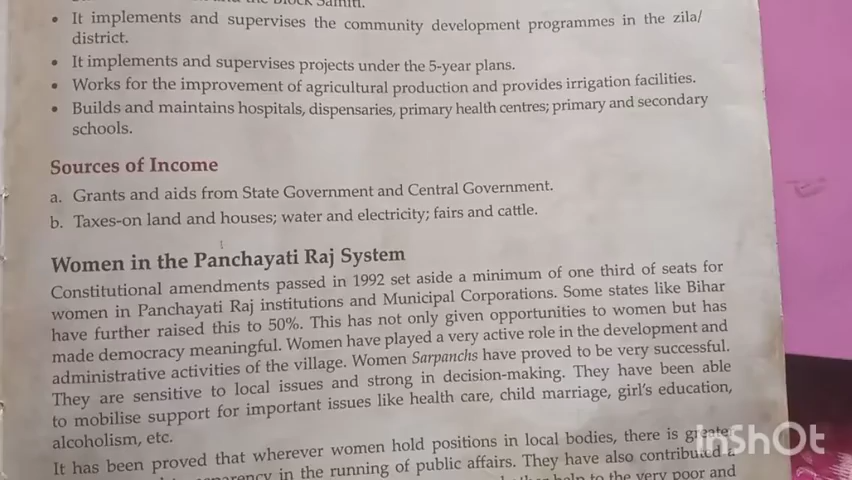 the Block Samiti.
• It implements and supervises the community development programmes in the zila/
district.
• It implements and supervises projects under the 5-year plans.
• Works for the improvement of agricultural production and provides irrigation facilities.
• Builds and maintains hospitals, dispensaries, primary health centres; primary and secondary
schools.
Sources of Income
a. Grants and aids from State Government and Central Government.
b. Taxes-on land and houses; water and electricity; fairs and cattle.
Women in the Panchayati Raj System
Constitutional amendments passed in 1992 set aside a minimum of one third of seats for
women in Panchayati Raj institutions and Municipal Corporations. Some states like Bihar
have further raised this to 50%. This has not only given opportunities to women but has
made democracy meaningful. Women have played a very active role in the development and
administrative activities of the village. Women Sarpanchs have proved to be very successful.
They are sensitive to local issues and strong in decision-making. They have been able
to mobilise support for important issues like health care, child marriage, girl's education,
alcoholism, etc.
It has been proved that wherever women hold positions in local bodies, there is greater
in the running of public affairs. They have also contributed a
help to the very poor and
InShOt